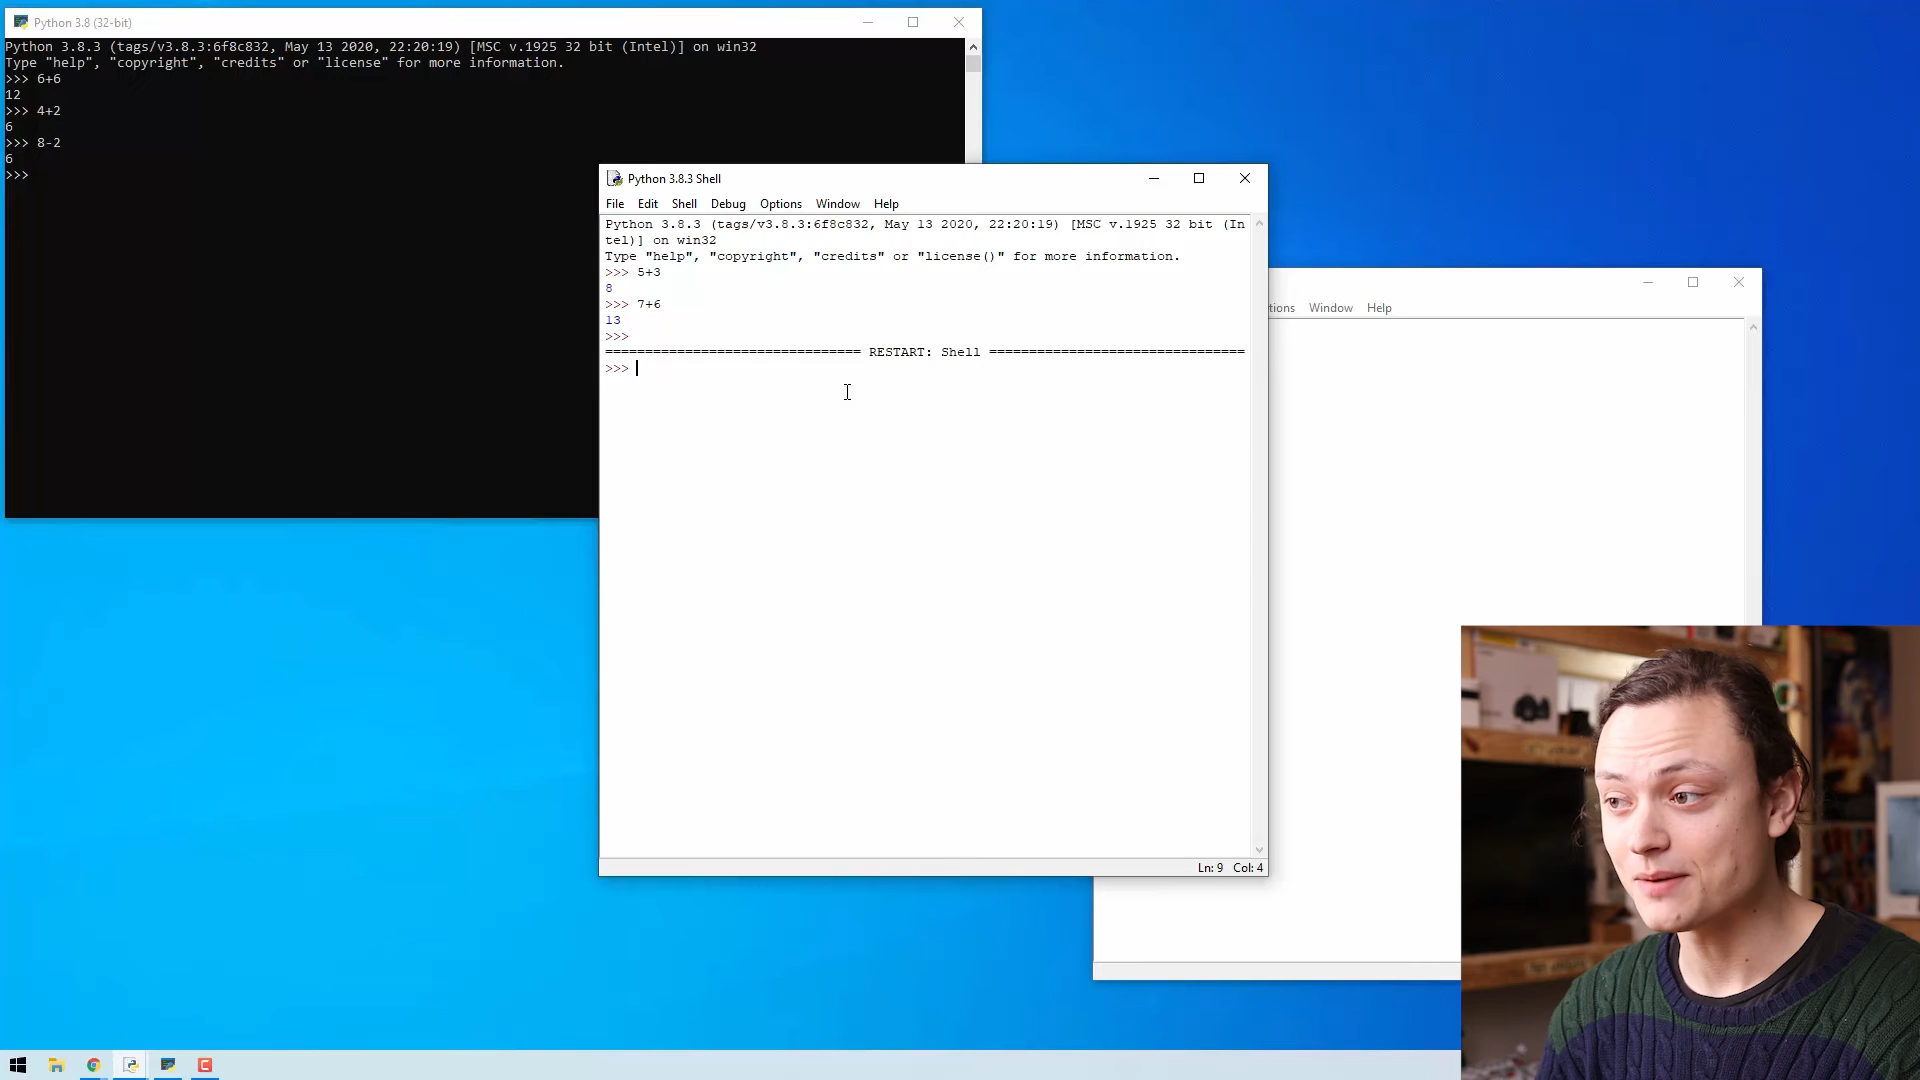 Python 3.8 (32-bit)
Python 3.8.3 (tags/v3.8.3:6f8c832, May 13 2020, 22:20:19) [MSC v.1925 32 bit (Intel)] on win32
Type "help", "copyright", "credits" or "license" for more information.
>>> 6+6
12
>>> 4+2
6
>>> 8-2
6
>>>
Python 3.8.3 Shell
File Edit Shell Debug Options Window Help
Python 3.8.3 (tags/v3.8.3:6f8c832, May 13 2020, 22:20:19) [MSC v.1925 32 bit (In
tel)] on win32
Type "help", "copyright", "credits" or "license()" for more information.
>>> 5+3
8
>>> 7+6
13
>>>
================================ RESTART: Shell ================================
>>>
Ln: 9 Col: 4
tions Window Help